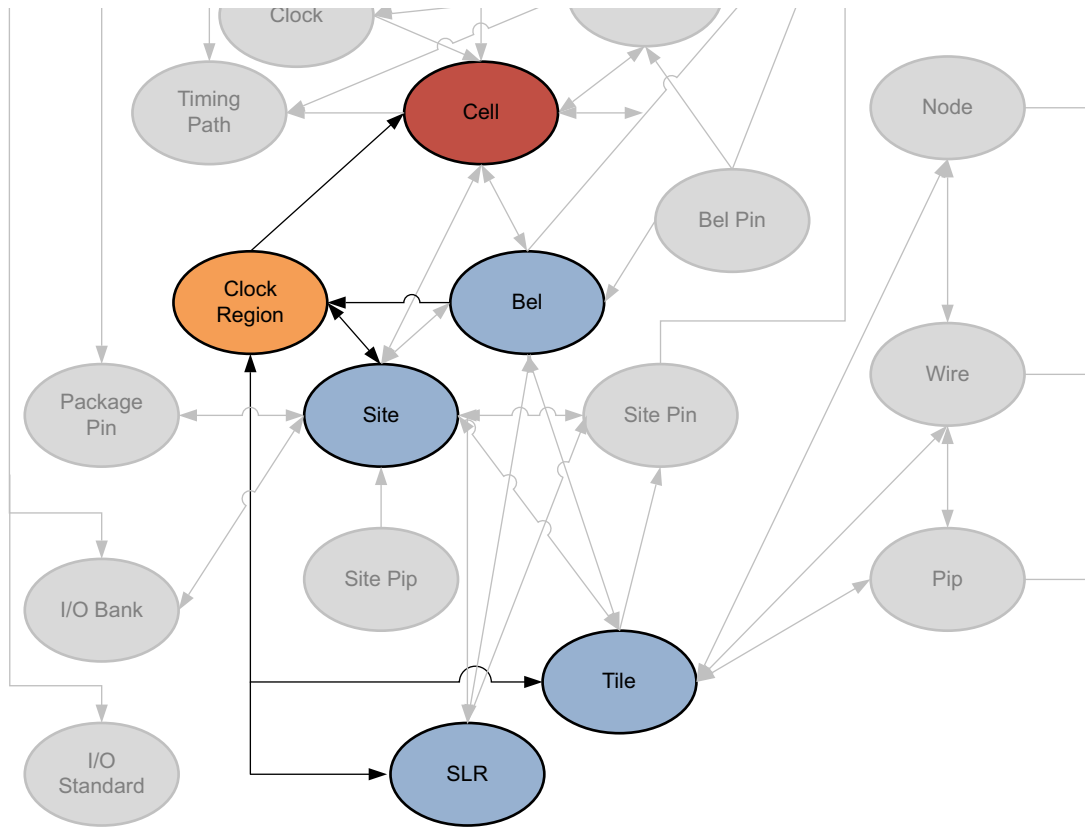 Clock
Timing
Path
Cell
Node
Bel Pin
Clock
Region
Bel
Package
Pin
Site
Site Pin
Wire
I/O Bank
Site Pip
Pip
Tile
I/O
Standard
SLR